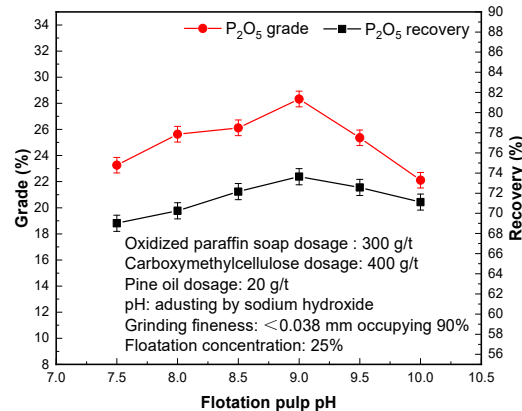 P₂O₅ grade P₂O₅ recovery
Grade (%)
34
32
30
28
26
24
22
20
18
16
14
12
10
8
Recovery (%)
90
88
86
84
82
80
78
76
74
72
70
68
66
64
62
60
58
56
Oxidized paraffin soap dosage : 300 g/t
Carboxymethylcellulose dosage: 400 g/t
Pine oil dosage: 20 g/t
pH: adusting by sodium hydroxide
Grinding fineness: ＜0.038 mm occupying 90%
Floatation concentration: 25%
7.0 7.5 8.0 8.5 9.0 9.5 10.0 10.5
Flotation pulp pH